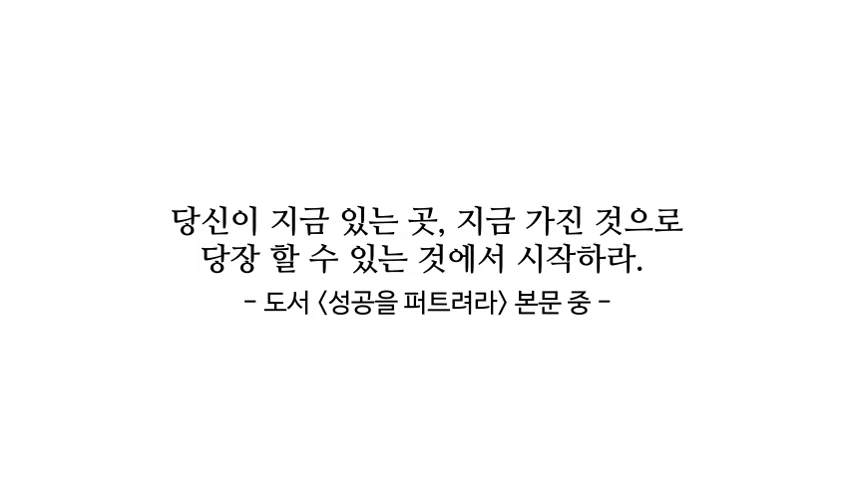 당신이 지금 있는 곳, 지금 가진 것으로
당장 할 수 있는 것에서 시작하라.
- 도서 〈성공을 퍼트려라〉 본문 중 -